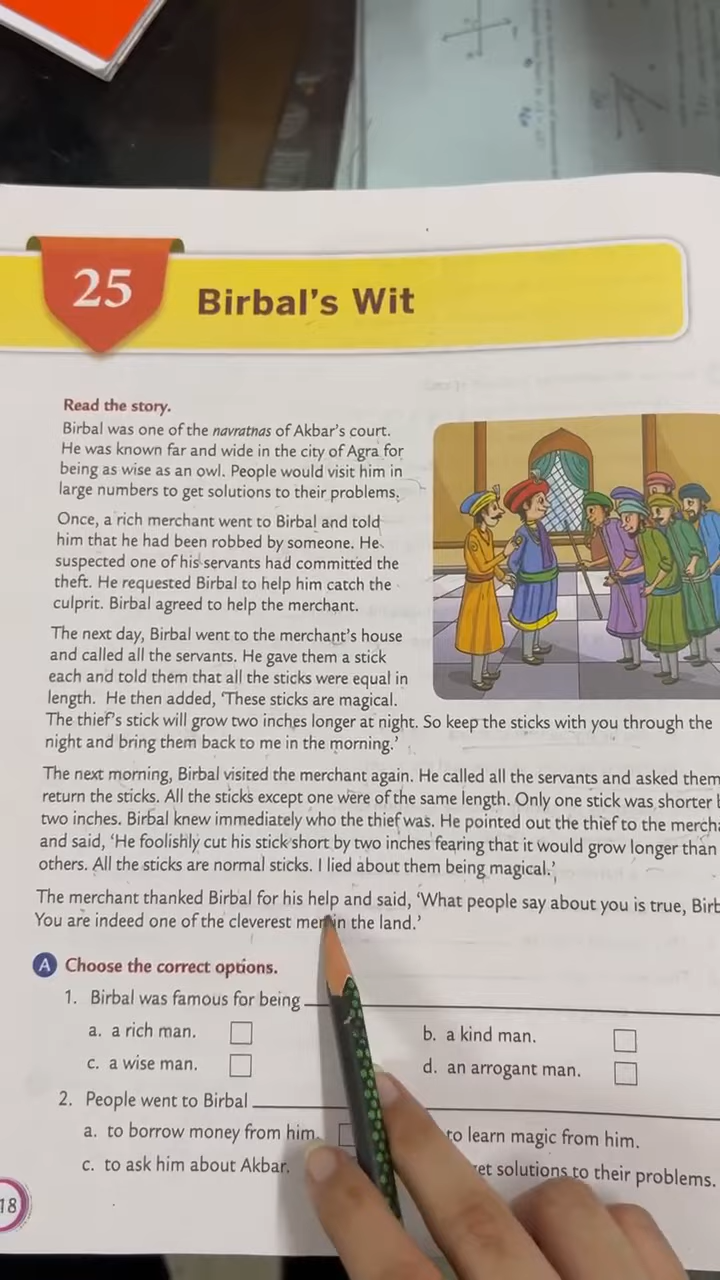 25
Birbal's Wit
Read the story.
Birbal was one of the navratnas of Akbar's court.
He was known far and wide in the city of Agra for
being as wise as an owl. People would visit him in
large numbers to get solutions to their problems.
Once, a rich merchant went to Birbal and told
him that he had been robbed by someone. He
suspected one of his servants had committed the
theft. He requested Birbal to help him catch the
culprit. Birbal agreed to help the merchant.
The next day, Birbal went to the merchant's house
and called all the servants. He gave them a stick
each and told them that all the sticks were equal in
length. He then added, 'These sticks are magical.
The thief's stick will grow two inches longer at night. So keep the sticks with you through the
night and bring them back to me in the morning.'
The next morning, Birbal visited the merchant again. He called all the servants and asked them
return the sticks. All the sticks except one were of the same length. Only one stick was shorter
two inches. Birbal knew immediately who the thief was. He pointed out the thief to the
and said, 'He foolishly cut his stick short by two inches fearing that it would grow longer than
others. All the sticks are normal sticks. I lied about them being magical.'
The merchant thanked Birbal for his help and said, 'What people say about you is true,
You are indeed one of the cleverest men in the land.'
A Choose the correct options.
1. Birbal was famous for being
a. a rich man. b. a kind man.
c. a wise man. d. an arrogant man.
2. People went to Birbal
a. to borrow money from him. to learn magic from him.
c. to ask him about Akbar. solutions to their problems.
18